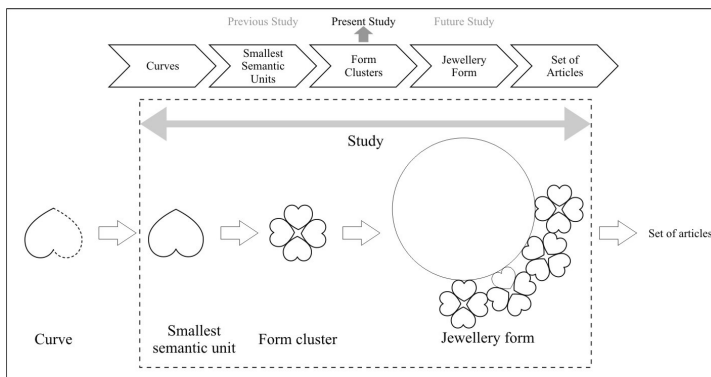 Previous Study
Present Study
Future Study
Curves
Smallest
Semantic
Units
Form
Clusters
Jewellery
Form
Set of
Articles
Study
Set of articles
Curve
Smallest
semantic unit
Form cluster
Jewellery form